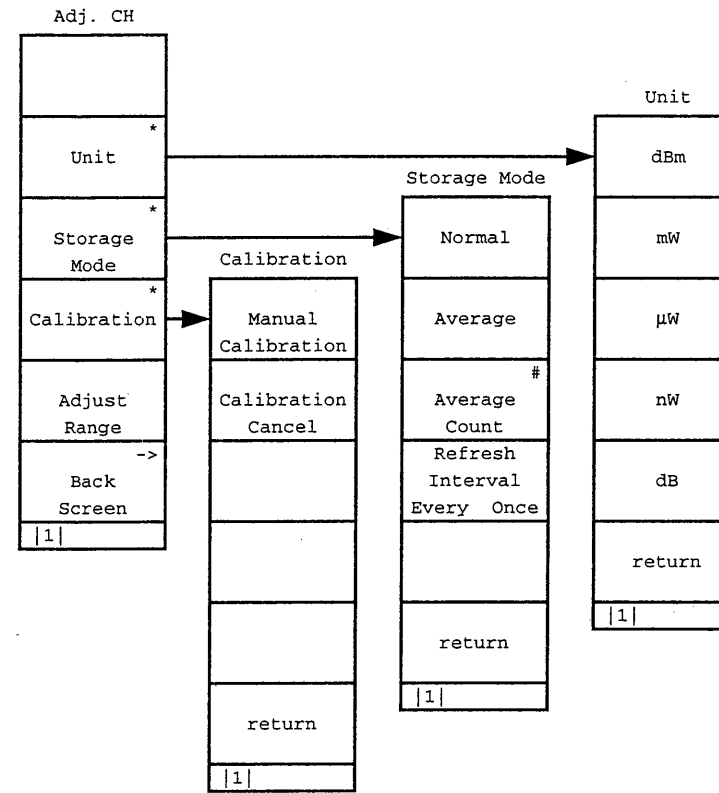 Adj. CH
*
Unit
*
Storage
Mode
*
Calibration
Adjust
Range
->
Back
Screen
|1|
Calibration
Manual
Calibration
Calibration
Cancel
return
|1|
Storage Mode
Normal
Average
#
Average
Count
Refresh
Interval
Every Once
return
|1|
Unit
dBm
mW
µW
nW
dB
return
|1|